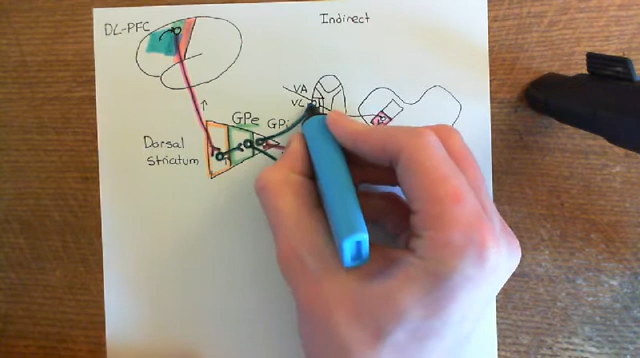 Indirect
DL-PFC
VA
VL
GPe
GPi
Dorsal
striatum